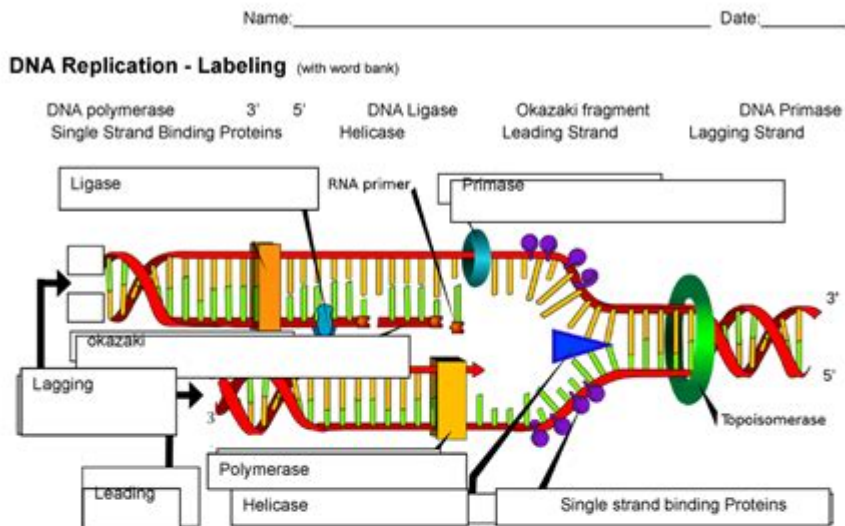 Name: Date:
DNA Replication - Labeling (with word bank)
DNA polymerase 3' 5' DNA Ligase Okazaki fragment DNA Primase
Single Strand Binding Proteins Helicase Leading Strand Lagging Strand
Ligase
RNA primer
Primase
3'
okazaki
Lagging
5'
3'
Topoisomerase
Polymerase
Leading
Helicase
Single strand binding Proteins